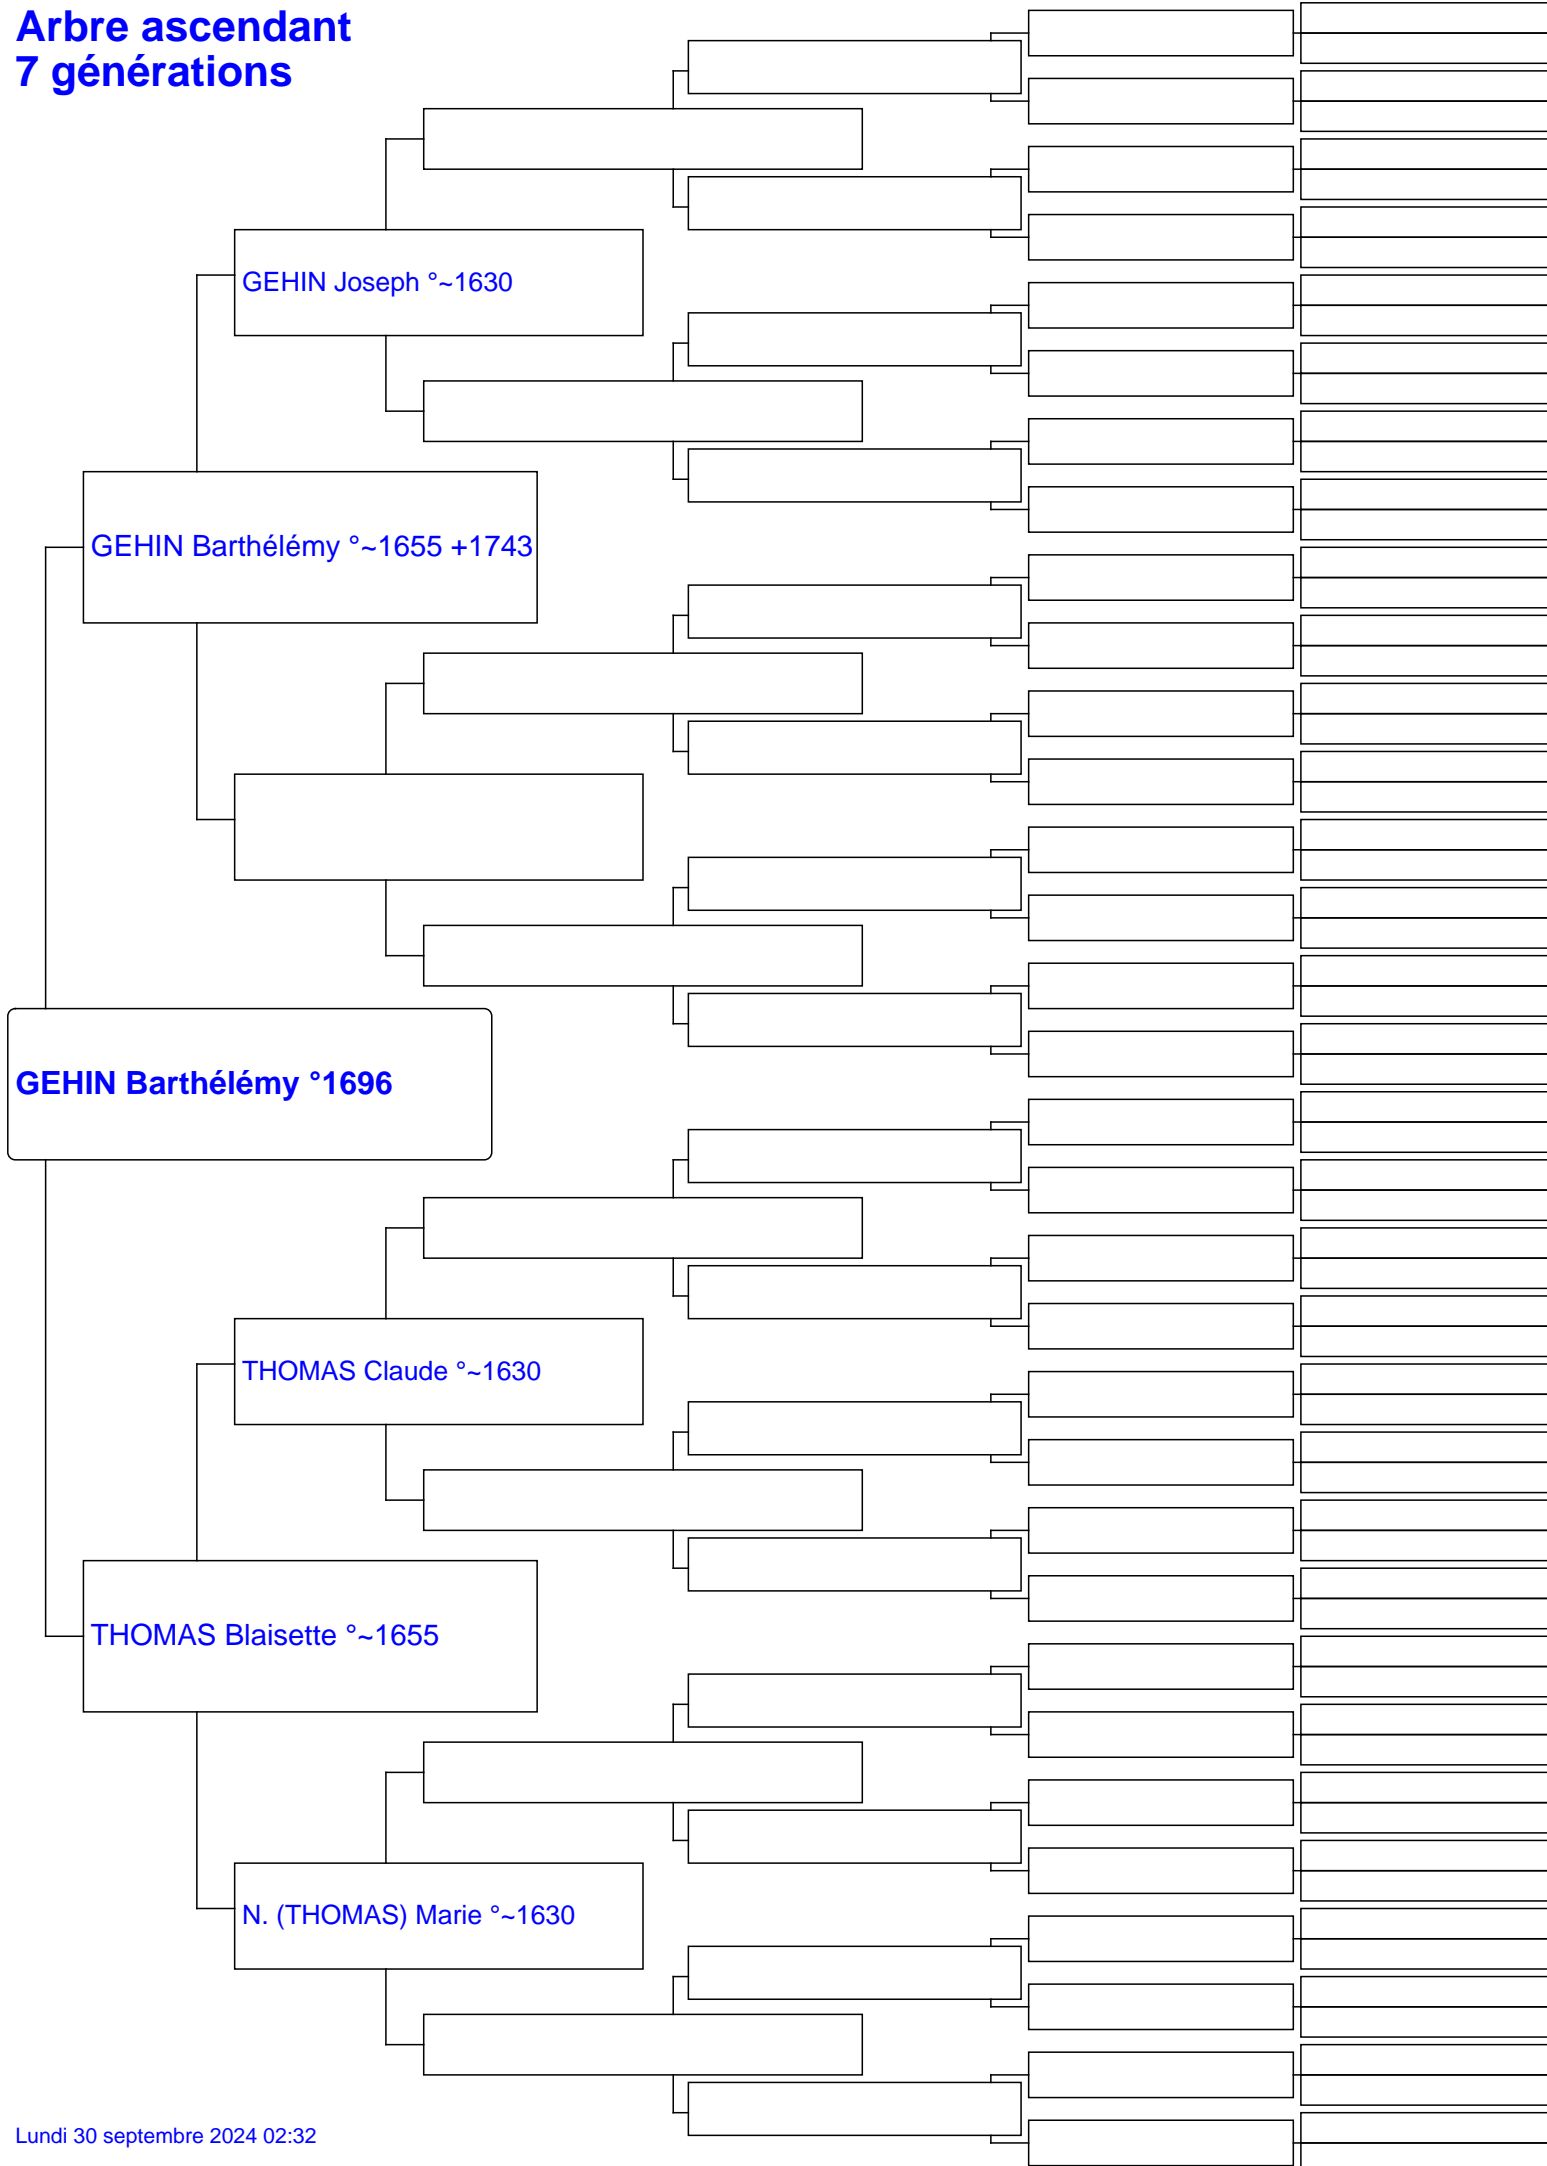 Arbre ascendant
7 générations
GEHIN Joseph °~1630
GEHIN Barthélémy °~1655 +1743
GEHIN Barthélémy °1696
THOMAS Claude °~1630
THOMAS Blaisette °~1655
N. (THOMAS) Marie °~1630
Lundi 30 septembre 2024 02:32